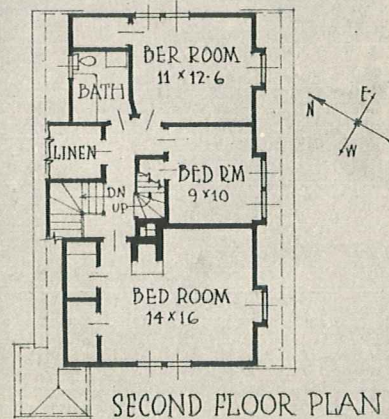 BER ROOM
11 x 12-6
BATH
N
E.
W
LINEN
BED RM
9 x 10
DN
UP
BED ROOM
14 x 16
SECOND FLOOR PLAN